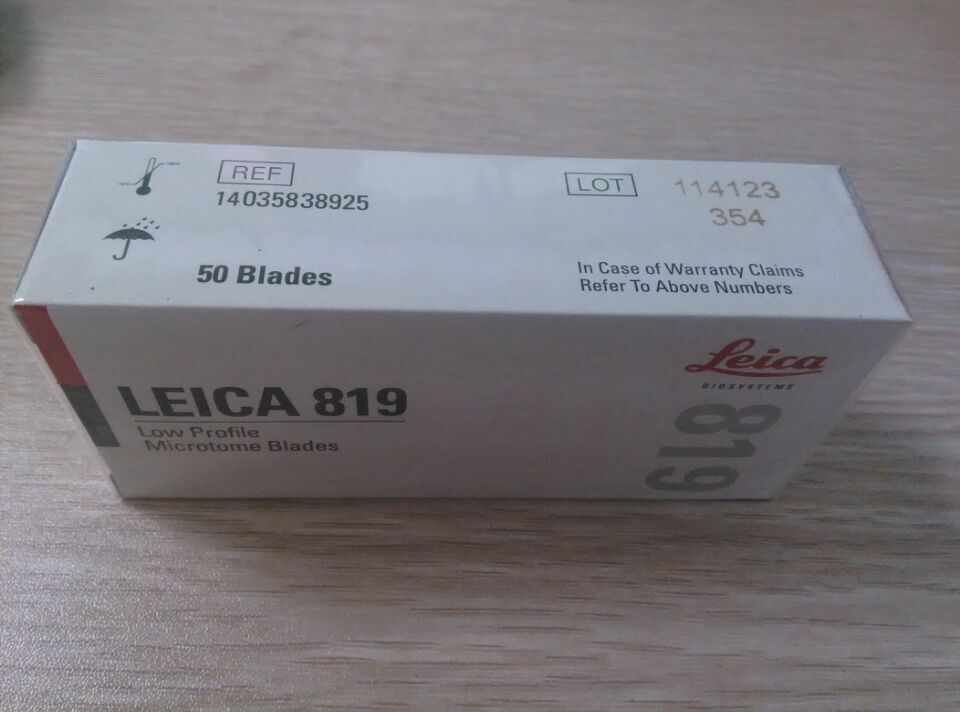 REF
14035838925
50 Blades
LOT
114123
354
In Case of Warranty Claims
Refer To Above Numbers
LEICA 819
Low Profile
Microtome Blades
Leica
BIOSYSTEMS
819